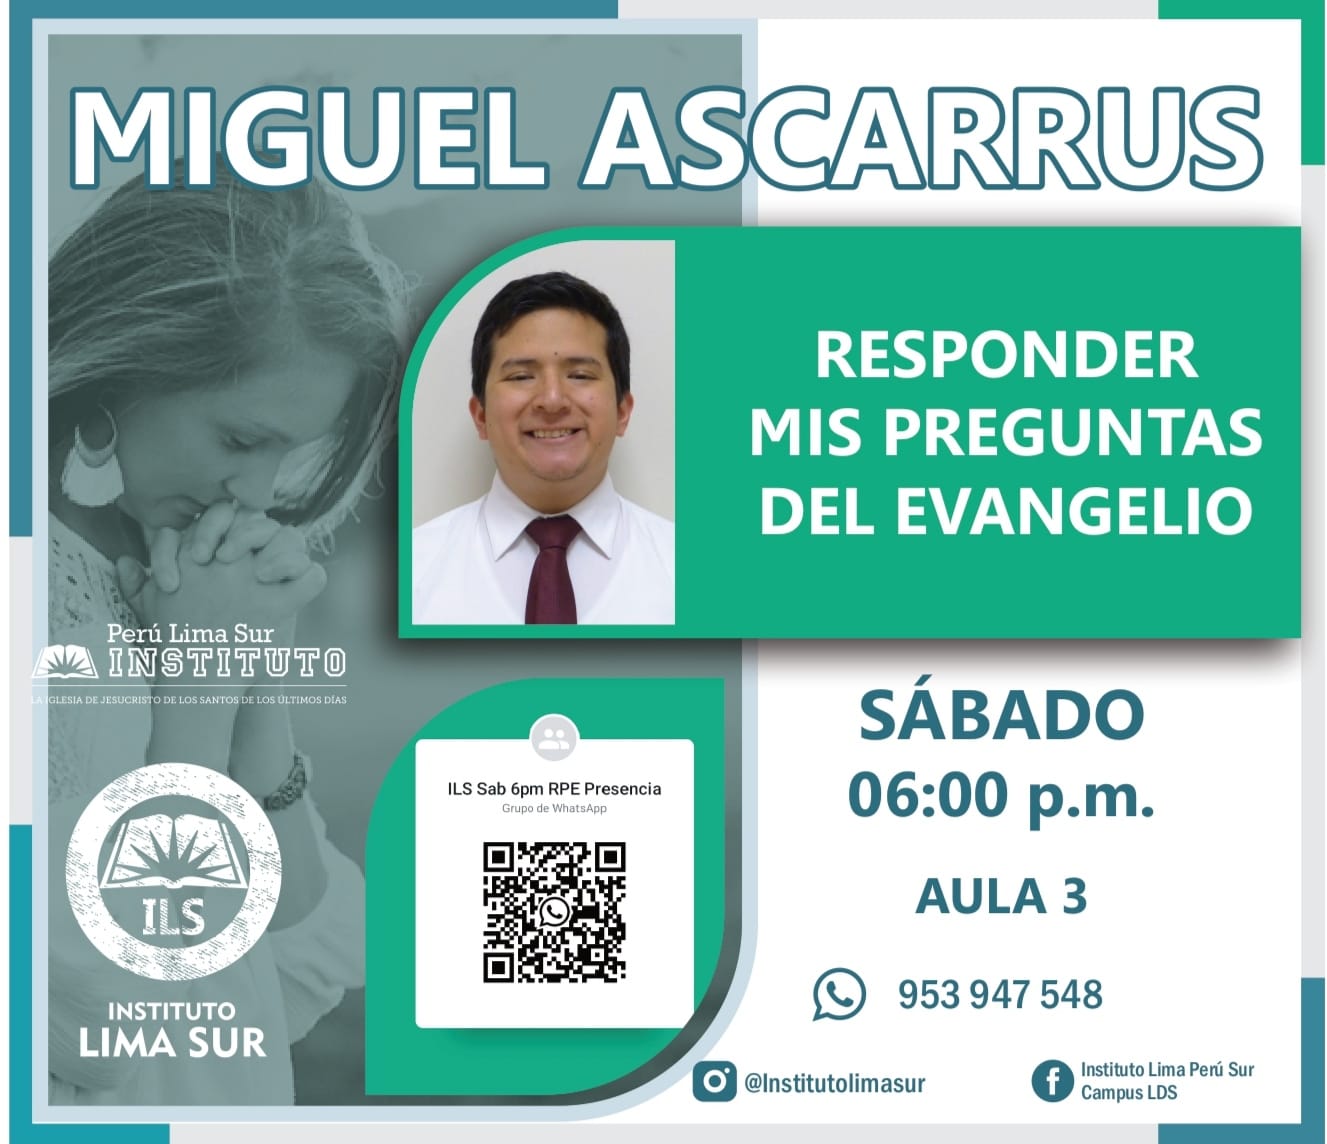 MIGUEL ASCARRUS
RESPONDER
MIS PREGUNTAS
DEL EVANGELIO
Perú Lima Sur
INSTITUTO
LA IGLESIA DE JESUCRISTO DE LOS SANTOS DE LOS ÚLTIMOS DÍAS
ILS
INSTITUTO
LIMA SUR
ILS Sab 6pm RPE Presencia
Grupo de WhatsApp
SÁBADO
06:00 p.m.
AULA 3
953 947 548
@Institutolimasur
Instituto Lima Perú Sur
Campus LDS